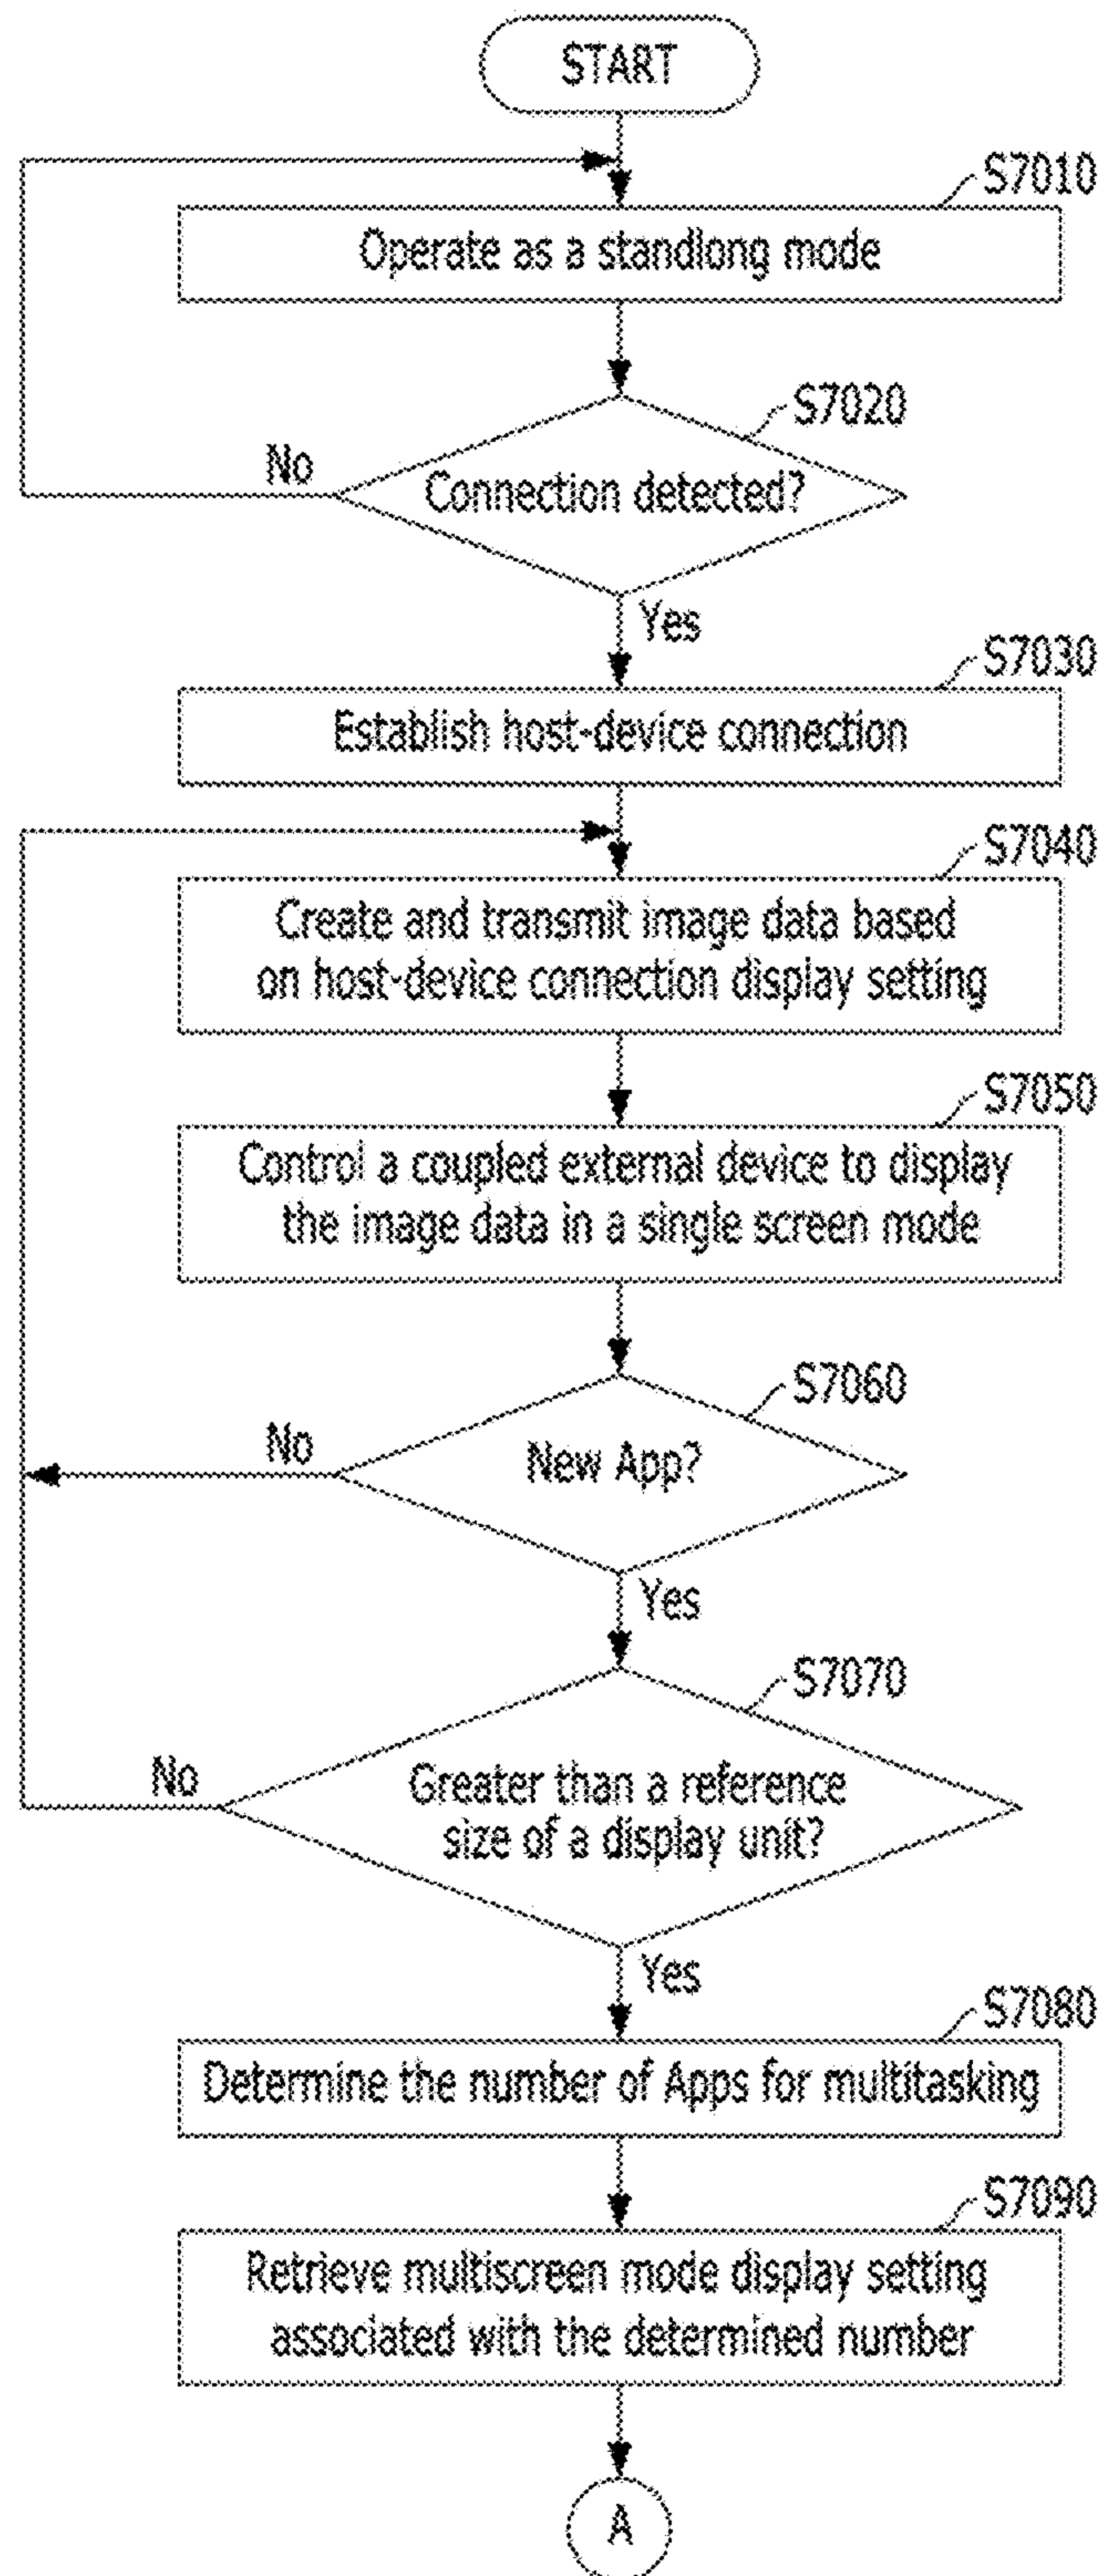 START
S7010
Operate as a standlong mode
S7020
No
Connection detected?
Yes
S7030
Establish host-device connection
S7040
Create and transmit image data based
on host-device connection display setting
S7050
Control a coupled external device to display
the image data in a single screen mode
S7060
No
New App?
Yes
S7070
No
Greater than a reference
size of a display unit?
Yes
S7080
Determine the number of Apps for multitasking
S7090
Retrieve multiscreen mode display setting
associated with the determined number
A